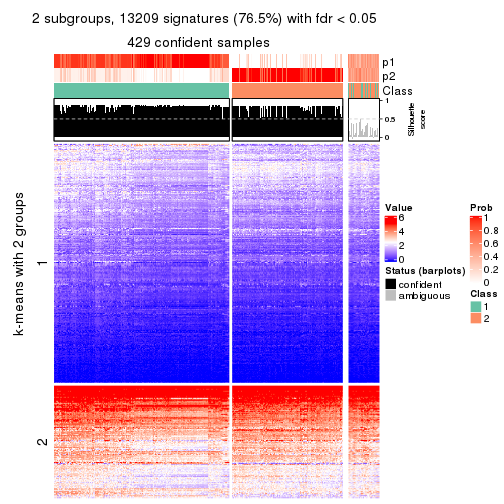 2 subgroups, 13209 signatures (76.5%) with fdr < 0.05
429 confident samples
p1
p2
Class
1
0.5
0
Silhouette
score
k-means with 2 groups
1
2
Value
6
4
2
0
Status (barplots)
confident
ambiguous
Prob
1
0.8
0.6
0.4
0.2
0
Class
1
2